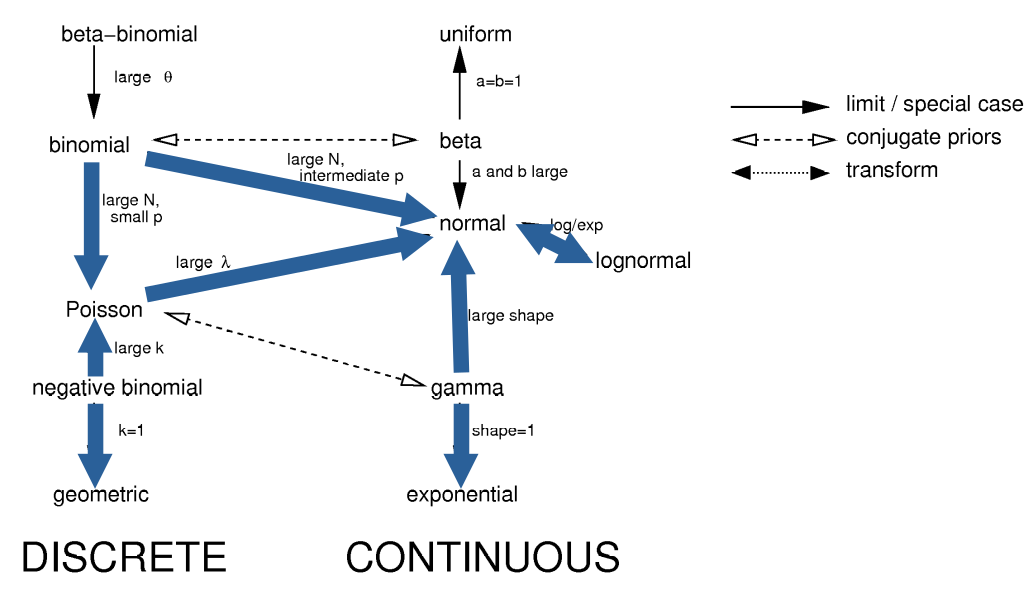 beta−binomial
uniform
large θ
a=b=1
limit / special case
binomial
beta
conjugate priors
large N,
intermediate p
a and b large
transform
large N,
small p
normal
log/exp
lognormal
large λ
Poisson
large shape
large k
negative binomial
gamma
k=1
shape=1
geometric
exponential
DISCRETE
CONTINUOUS